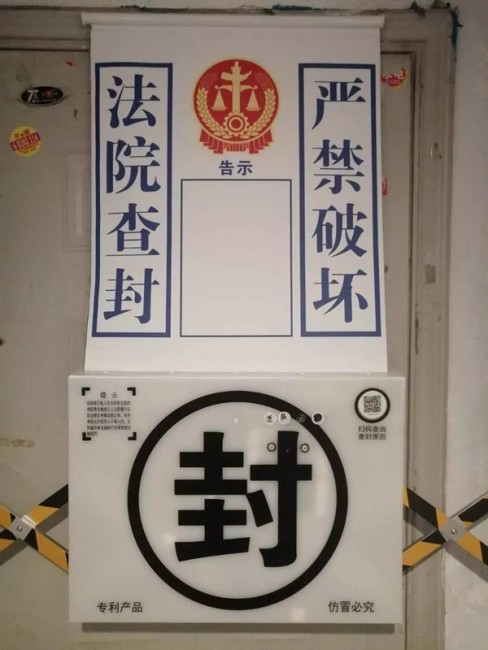 法院查封
告示
严禁破坏
提 示
扫码查询
查封原因
封
专利产品
仿冒必究